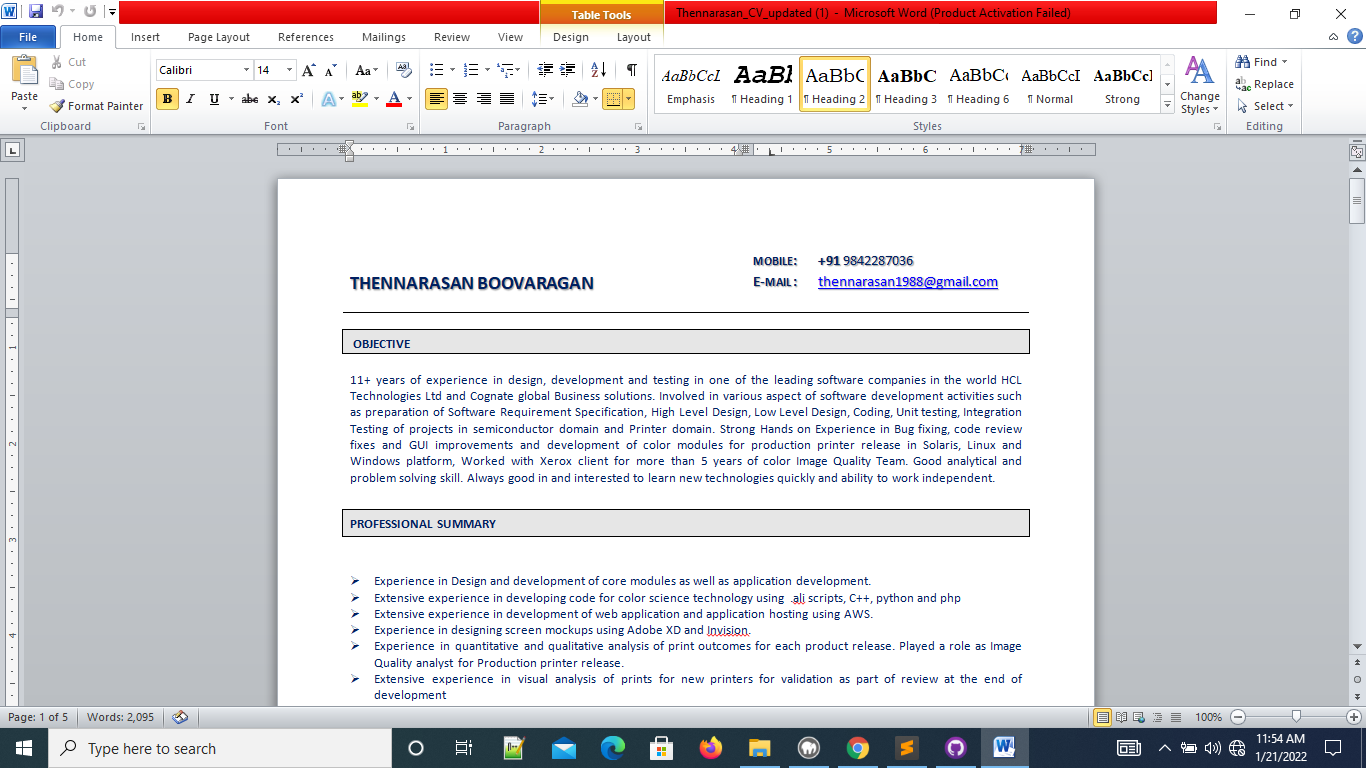 Table Tools
Thennarasan_CV_updated (1) - Microsoft Word (Product Activation Failed)
File Home Insert Page Layout References Mailings Review View Design Layout
Paste
Cut
Copy
Format Painter
Clipboard
Calibri 14
Font
Paragraph
AaBbCcL AaBb AaBbC AaBbC AaBbCc AaBbCcI AaBbCc
Emphasis ¶ Heading 1 ¶ Heading 2 ¶ Heading 3 ¶ Heading 6 ¶ Normal Strong
Styles
Change
Styles
Find
Replace
Select
Editing
1 2 3 4 5 6 7
MOBILE: +91 9842287036
THENNARASAN BOOVARAGAN
E-MAIL: thennarasan1988@gmail.com
OBJECTIVE
11+ years of experience in design, development and testing in one of the leading software companies in the world HCL
Technologies Ltd and Cognate global Business solutions. Involved in various aspect of software development activities such
as preparation of Software Requirement Specification, High Level Design, Low Level Design, Coding, Unit testing, Integration
Testing of projects in semiconductor domain and Printer domain. Strong Hands on Experience in Bug fixing, code review
fixes and GUI improvements and development of color modules for production printer release in Solaris, Linux and
Windows platform, Worked with Xerox client for more than 5 years of color Image Quality Team. Good analytical and
problem solving skill. Always good in and interested to learn new technologies quickly and ability to work independent.
PROFESSIONAL SUMMARY
➢ Experience in Design and development of core modules as well as application development.
➢ Extensive experience in developing code for color science technology using .ali scripts, C++, python and php
➢ Extensive experience in development of web application and application hosting using AWS.
➢ Experience in designing screen mockups using Adobe XD and Invision.
➢ Experience in quantitative and qualitative analysis of print outcomes for each product release. Played a role as Image
Quality analyst for Production printer release.
➢ Extensive experience in visual analysis of prints for new printers for validation as part of review at the end of
development
Page: 1 of 5 Words: 2,095 100%
Type here to search
11:54 AM
1/21/2022